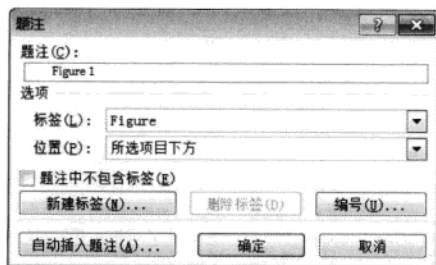 题注
题注(C):
Figure 1
选项
标签(L): Figure
位置(P): 所选项目下方
题注中不包含标签(E)
新建标签(N)... 删除标签(D) 编号(U)...
自动插入题注(A)... 确定 取消